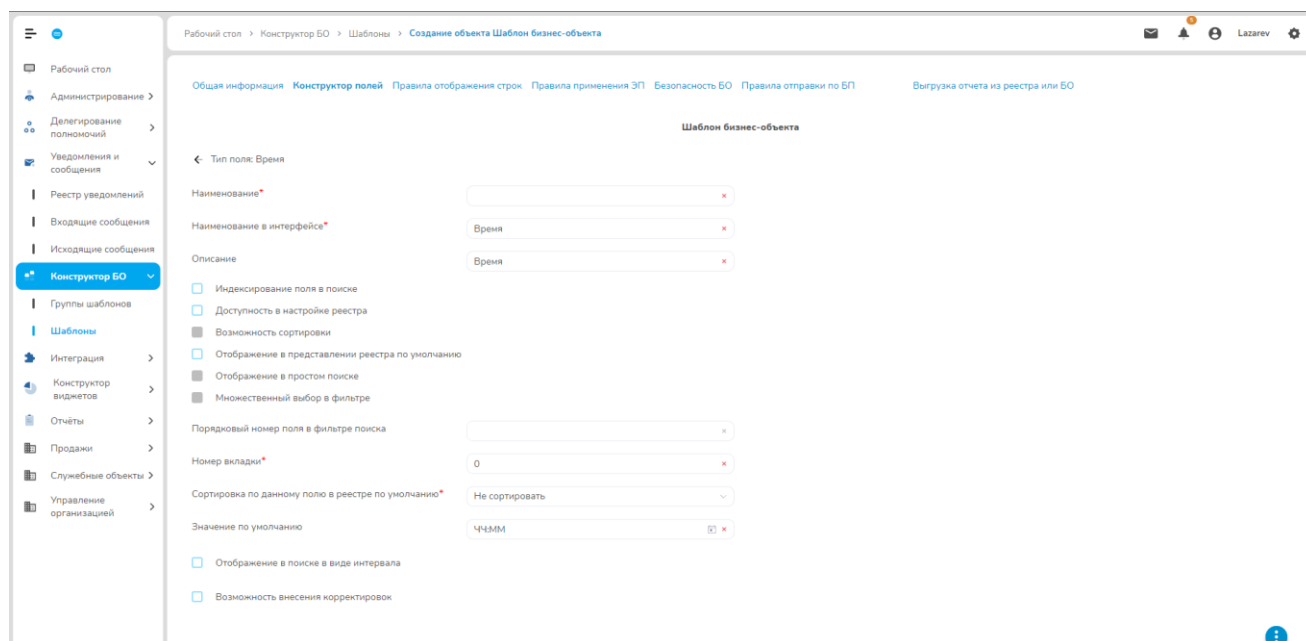 Рабочий стол > Конструктор БО > Шаблоны > Создание объекта Шаблон бизнес-объекта
6
Lazarev
Рабочий стол
Администрирование
Делегирование
полномочий
Уведомления и
сообщения
Реестр уведомлений
Входящие сообщения
Исходящие сообщения
Конструктор БО
Группы шаблонов
Шаблоны
Интеграция
Конструктор
виджетов
Отчёты
Продажи
Служебные объекты
Управление
организацией
Общая информация Конструктор полей Правила отображения строк Правила применения ЭП Безопасность БО Правила отправки по БП Выгрузка отчета из реестра или БО
Шаблон бизнес-объекта
Тип поля: Время
Наименование*
Наименование в интерфейсе* Время
Описание Время
Индексирование поля в поиске
Доступность в настройке реестра
Возможность сортировки
Отображение в представлении реестра по умолчанию
Отображение в простом поиске
Множественный выбор в фильтре
Порядковый номер поля в фильтре поиска
Номер вкладки* 0
Сортировка по данному полю в реестре по умолчанию* Не сортировать
Значение по умолчанию ЧЧ:ММ
Отображение в поиске в виде интервала
Возможность внесения корректировок